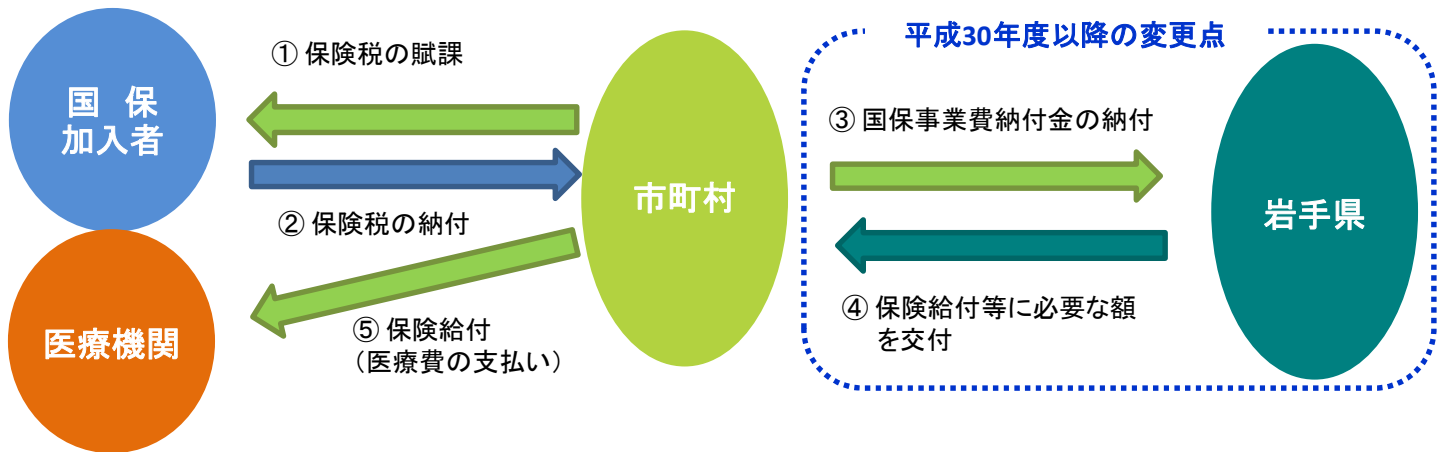 国　保
加入者
医療機関
① 保険税の賦課
② 保険税の納付
⑤ 保険給付
（医療費の支払い）
市町村
平成30年度以降の変更点
③ 国保事業費納付金の納付
④ 保険給付等に必要な額
を交付
岩手県